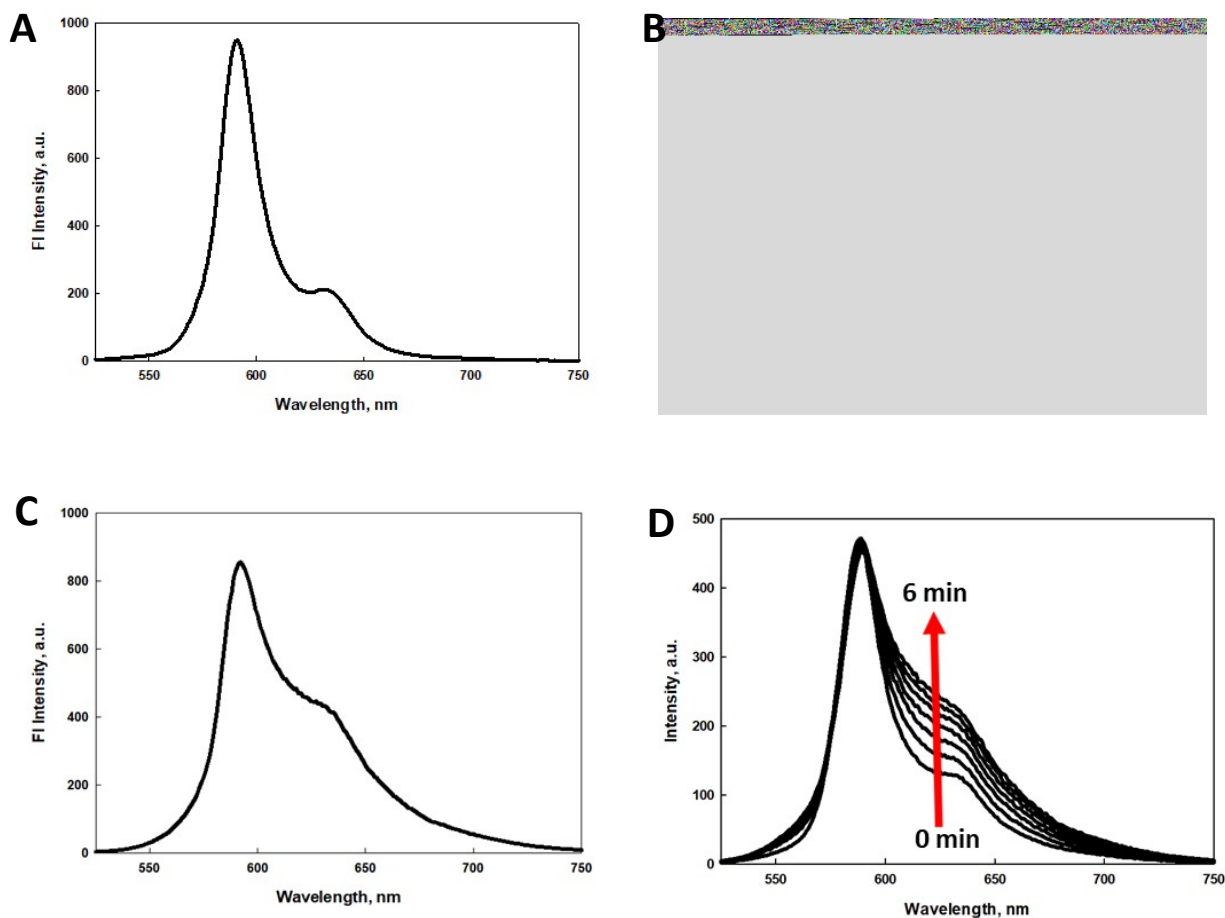 A
1000
800
600
400
200
0
550 600 650 700 750
FI Intensity, a.u.
Wavelength, nm
B
C
1000
800
600
400
200
0
550 600 650 700 750
FI Intensity, a.u.
Wavelength, nm
D
500
400
300
200
100
0
550 600 650 700 750
Intensity, a.u.
Wavelength, nm
6 min
0 min